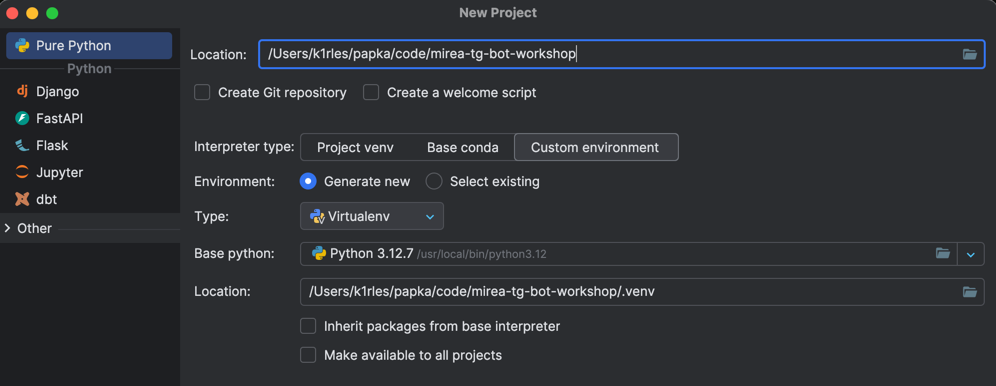 New Project
Pure Python
Python
Django
FastAPI
Flask
Jupyter
dbt
Other
Location: /Users/k1rles/papka/code/mirea-tg-bot-workshop
Create Git repository Create a welcome script
Interpreter type: Project venv Base conda Custom environment
Environment: Generate new Select existing
Type: Virtualenv
Base python: Python 3.12.7 /usr/local/bin/python3.12
Location: /Users/k1rles/papka/code/mirea-tg-bot-workshop/.venv
Inherit packages from base interpreter
Make available to all projects